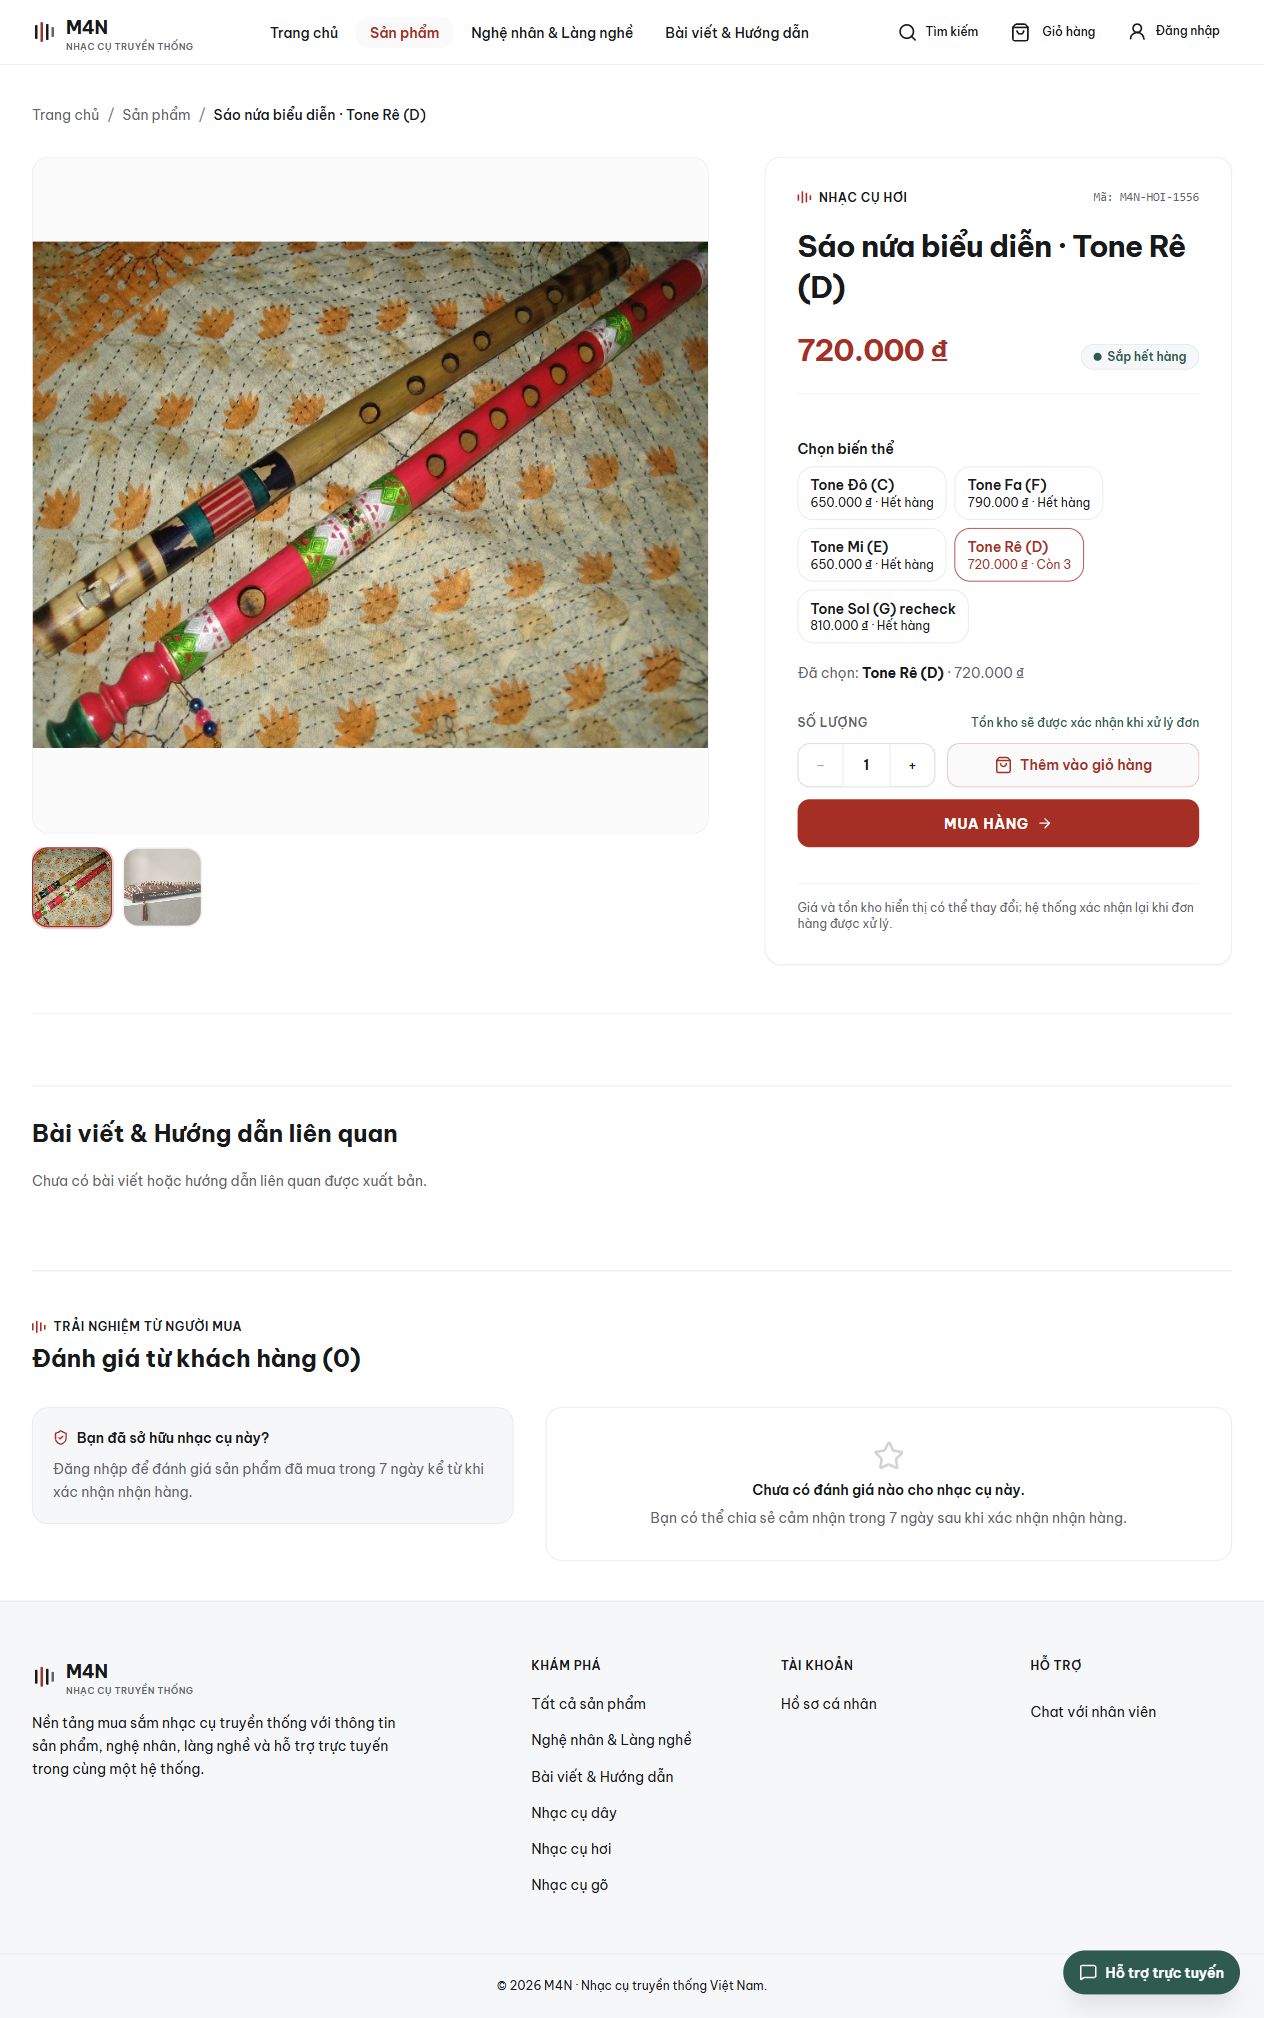 M4N
NHẠC CỤ TRUYỀN THỐNG
Trang chủ
Sản phẩm
Nghệ nhân & Làng nghề
Bài viết & Hướng dẫn
Tìm kiếm
Giỏ hàng
Đăng nhập
Trang chủ / Sản phẩm / Sáo nứa biểu diễn · Tone Rê (D)
NHẠC CỤ HƠI
Mã: M4N-HOI-1556
Sáo nứa biểu diễn · Tone Rê
(D)
720.000 ₫
Sắp hết hàng
Chọn biến thể
Tone Đô (C)
650.000 ₫ · Hết hàng
Tone Fa (F)
790.000 ₫ · Hết hàng
Tone Mi (E)
650.000 ₫ · Hết hàng
Tone Rê (D)
720.000 ₫ · Còn 3
Tone Sol (G) recheck
810.000 ₫ · Hết hàng
Đã chọn: Tone Rê (D) · 720.000 ₫
SỐ LƯỢNG
Tồn kho sẽ được xác nhận khi xử lý đơn
− 1 +
Thêm vào giỏ hàng
MUA HÀNG →
Giá và tồn kho hiển thị có thể thay đổi; hệ thống xác nhận lại khi đơn
hàng được xử lý.
Bài viết & Hướng dẫn liên quan
Chưa có bài viết hoặc hướng dẫn liên quan được xuất bản.
TRẢI NGHIỆM TỪ NGƯỜI MUA
Đánh giá từ khách hàng (0)
Bạn đã sở hữu nhạc cụ này?
Đăng nhập để đánh giá sản phẩm đã mua trong 7 ngày kể từ khi
xác nhận nhận hàng.
Chưa có đánh giá nào cho nhạc cụ này.
Bạn có thể chia sẻ cảm nhận trong 7 ngày sau khi xác nhận nhận hàng.
M4N
NHẠC CỤ TRUYỀN THỐNG
Nền tảng mua sắm nhạc cụ truyền thống với thông tin
sản phẩm, nghệ nhân, làng nghề và hỗ trợ trực tuyến
trong cùng một hệ thống.
KHÁM PHÁ
Tất cả sản phẩm
Nghệ nhân & Làng nghề
Bài viết & Hướng dẫn
Nhạc cụ dây
Nhạc cụ hơi
Nhạc cụ gõ
TÀI KHOẢN
Hồ sơ cá nhân
HỖ TRỢ
Chat với nhân viên
© 2026 M4N · Nhạc cụ truyền thống Việt Nam.
Hỗ trợ trực tuyến